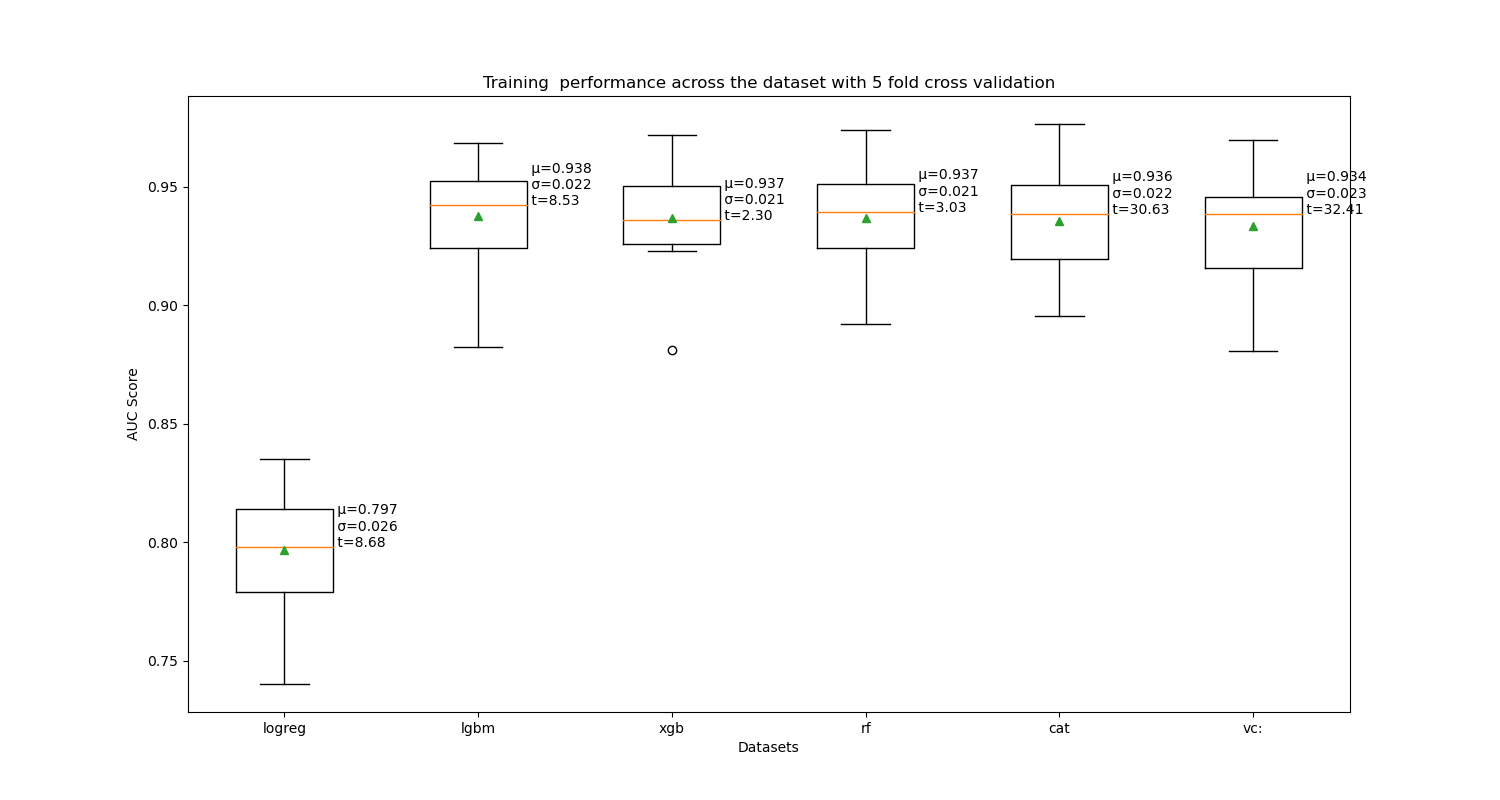 Training  performance across the dataset with 5 fold cross validation
AUC Score
0.95
0.90
0.85
0.80
0.75
μ=0.797
σ=0.026
t=8.68
μ=0.938
σ=0.022
t=8.53
μ=0.937
σ=0.021
t=2.30
μ=0.937
σ=0.021
t=3.03
μ=0.936
σ=0.022
t=30.63
μ=0.934
σ=0.023
t=32.41
logreg
lgbm
xgb
rf
cat
vc:
Datasets